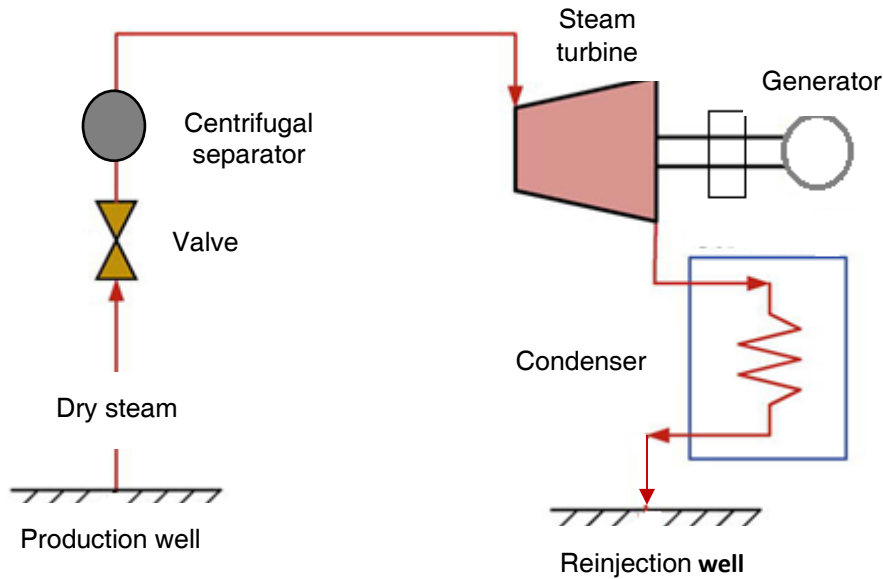 Steam
turbine
Generator
Centrifugal
separator
Valve
Condenser
Dry steam
Production well
Reinjection well